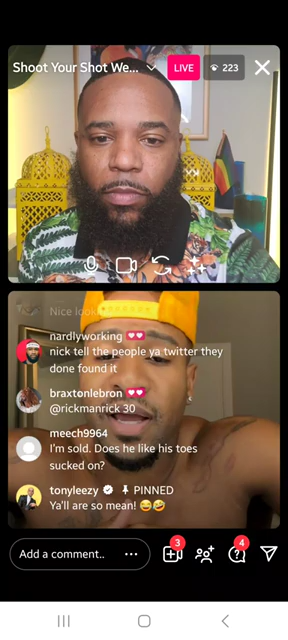 Shoot Your Shot We...
LIVE
223
Nice
nardlyworking
nick tell the people ya twitter they
done found it
braxtonlebron
@rickmanrick 30
meech9964
I'm sold. Does he like his toes
sucked on?
tonyleezy PINNED
Ya'll are so mean!
Add a comment..
3
4